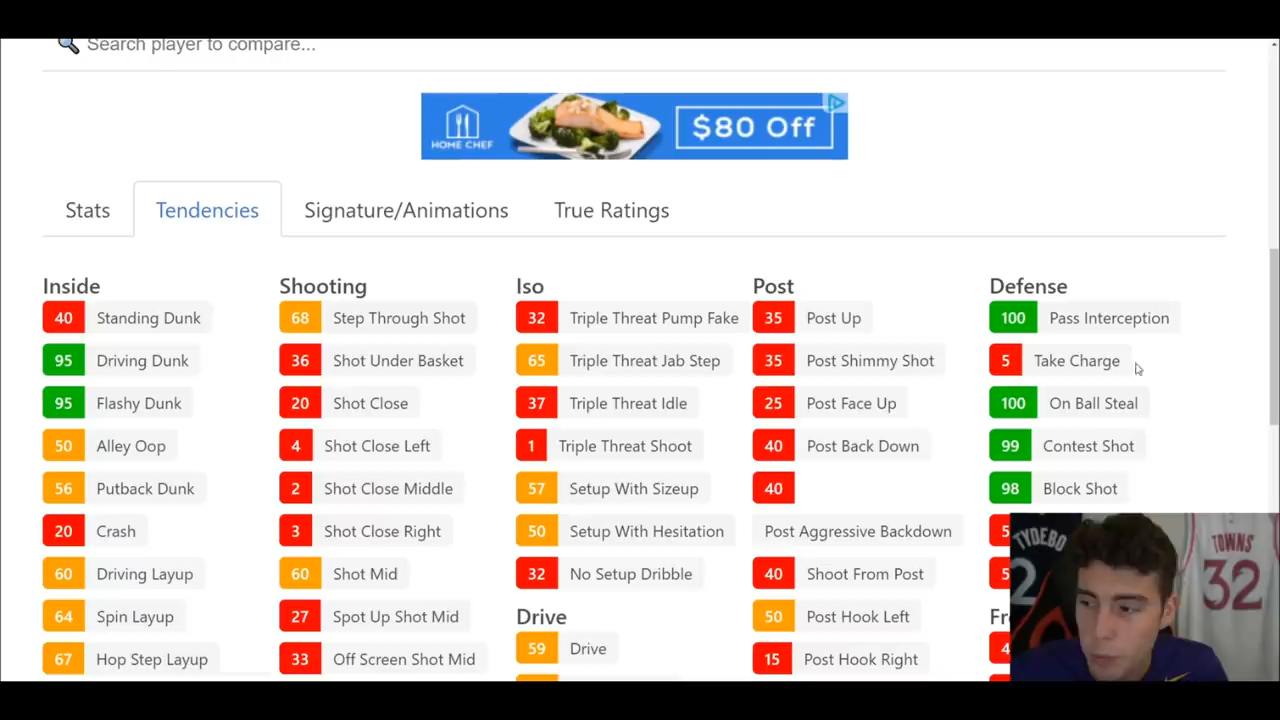 Search player to compare...
HOME CHEF
$80 Off
Stats
Tendencies
Signature/Animations
True Ratings
Inside
40 Standing Dunk
95 Driving Dunk
95 Flashy Dunk
50 Alley Oop
56 Putback Dunk
20 Crash
60 Driving Layup
64 Spin Layup
67 Hop Step Layup
Shooting
68 Step Through Shot
36 Shot Under Basket
20 Shot Close
4 Shot Close Left
2 Shot Close Middle
3 Shot Close Right
60 Shot Mid
27 Spot Up Shot Mid
33 Off Screen Shot Mid
Iso
32 Triple Threat Pump Fake
65 Triple Threat Jab Step
37 Triple Threat Idle
1 Triple Threat Shoot
57 Setup With Sizeup
50 Setup With Hesitation
32 No Setup Dribble
Drive
59 Drive
Post
35 Post Up
35 Post Shimmy Shot
25 Post Face Up
40 Post Back Down
40
Post Aggressive Backdown
40 Shoot From Post
50 Post Hook Left
15 Post Hook Right
Defense
100 Pass Interception
5 Take Charge
100 On Ball Steal
99 Contest Shot
98 Block Shot
5
5
Fr
4
TYDEBO
2
TOWNS
32